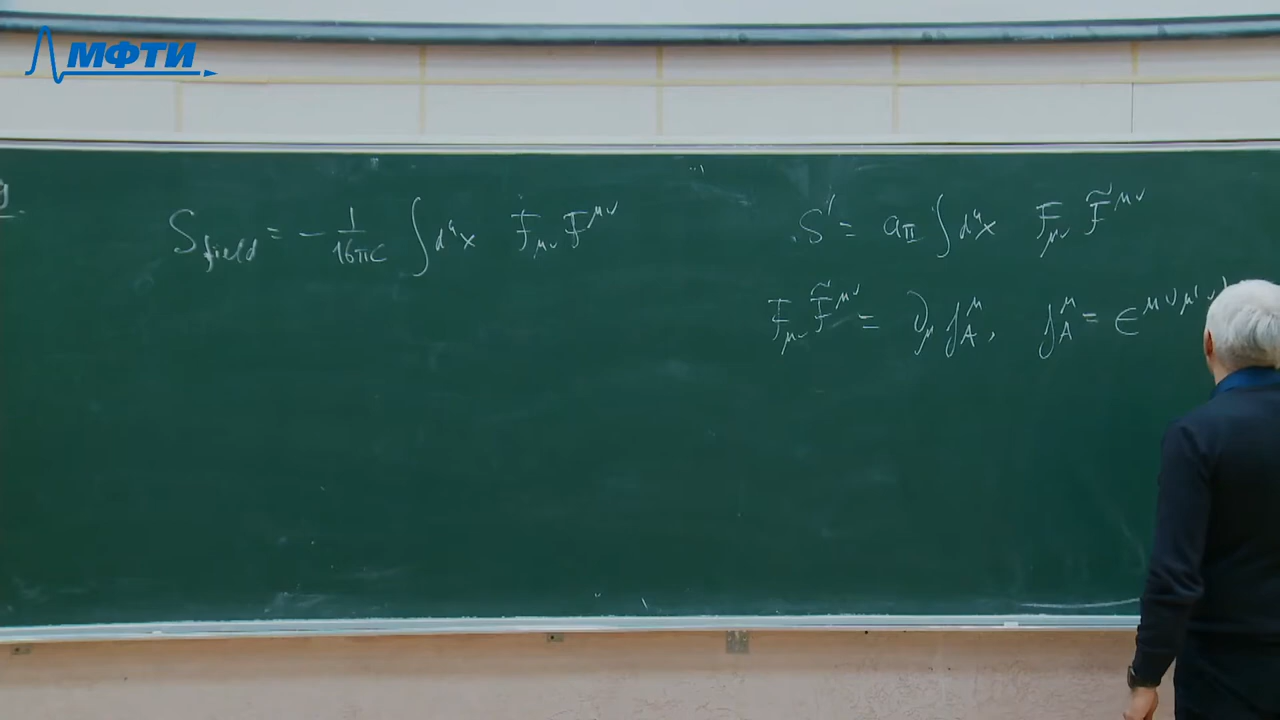 МФТИ
S_field = - 1/16πc ∫d⁴x F_μν F^μν
S' = a_π ∫d⁴x F_μν F̃^μν
F_μν F̃^μν = ∂_μ j_A^μ, j_A^μ = ϵ^μνμ'ν'